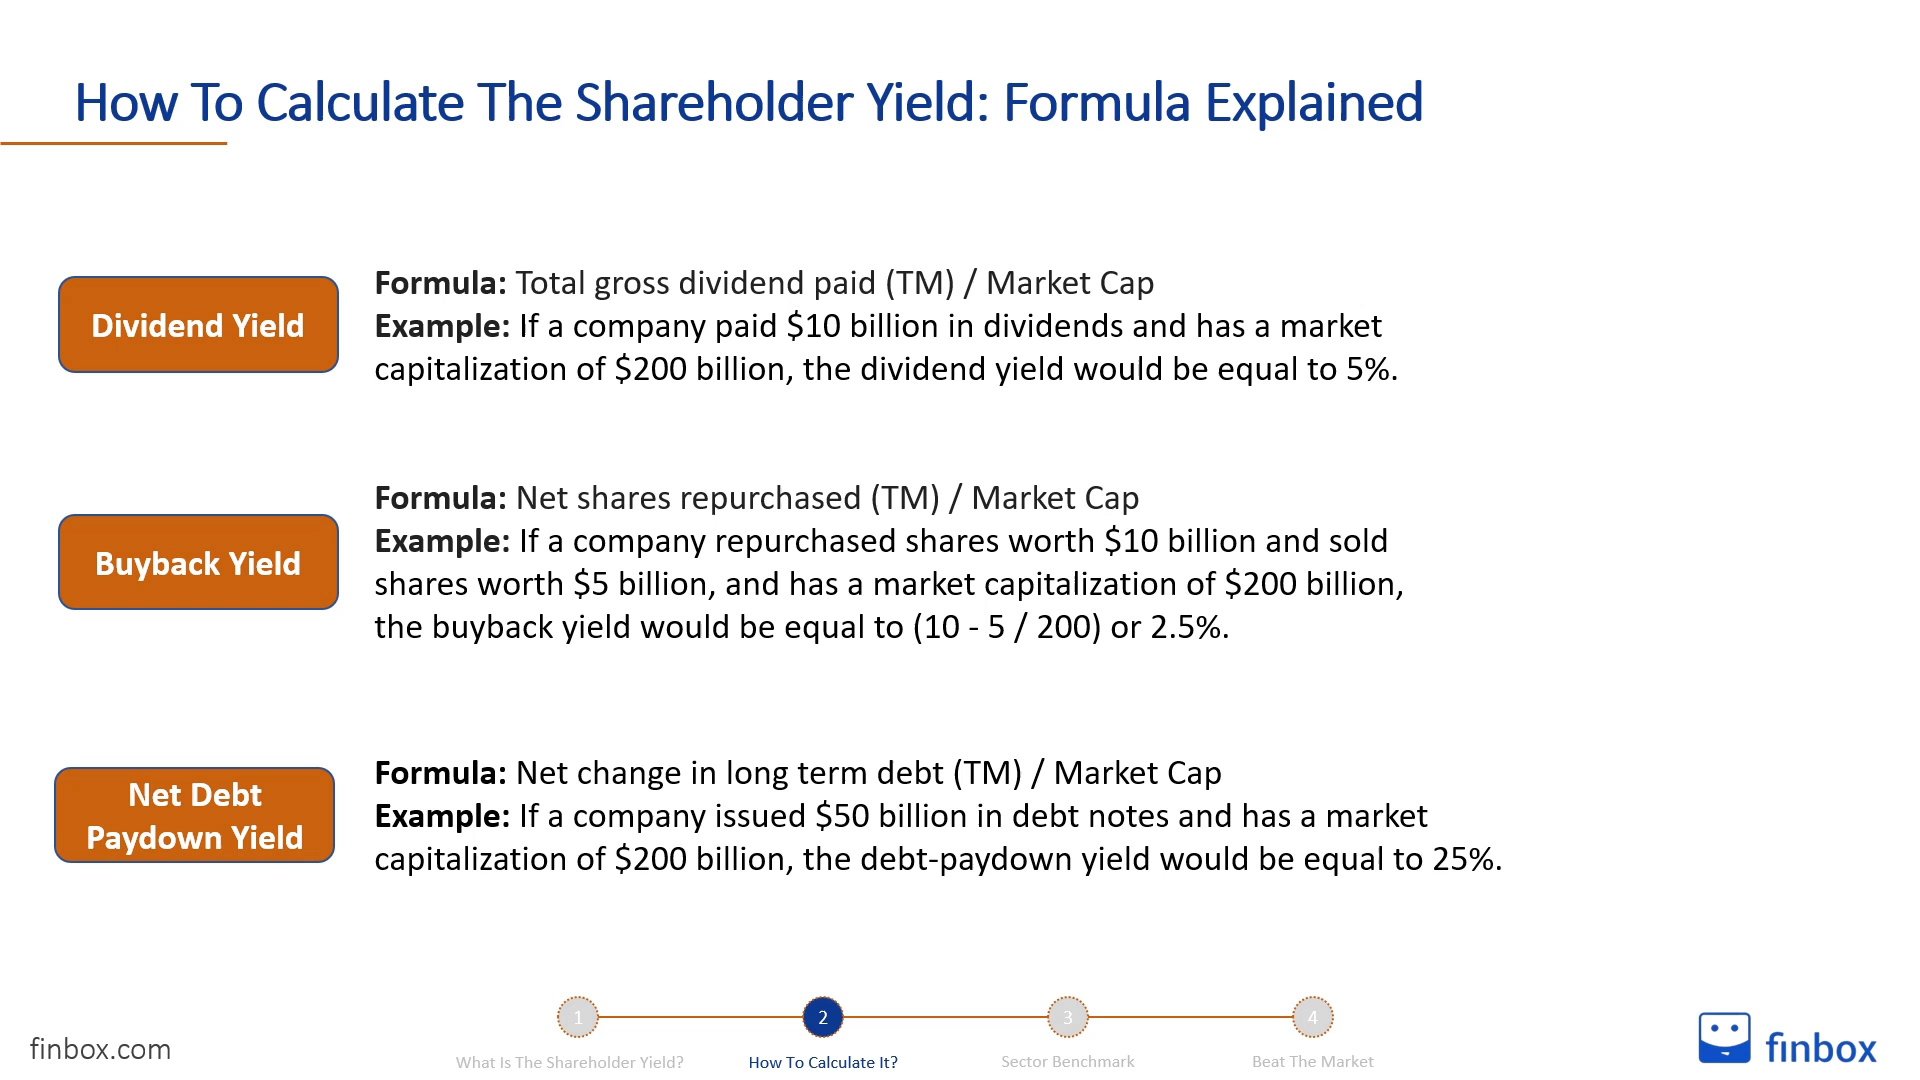 How To Calculate The Shareholder Yield: Formula Explained
Dividend Yield
Formula: Total gross dividend paid (TM) / Market Cap
Example: If a company paid $10 billion in dividends and has a market
capitalization of $200 billion, the dividend yield would be equal to 5%.
Buyback Yield
Formula: Net shares repurchased (TM) / Market Cap
Example: If a company repurchased shares worth $10 billion and sold
shares worth $5 billion, and has a market capitalization of $200 billion,
the buyback yield would be equal to (10 - 5 / 200) or 2.5%.
Net Debt
Paydown Yield
Formula: Net change in long term debt (TM) / Market Cap
Example: If a company issued $50 billion in debt notes and has a market
capitalization of $200 billion, the debt-paydown yield would be equal to 25%.
finbox.com
1
What Is The Shareholder Yield?
2
How To Calculate It?
3
Sector Benchmark
4
Beat The Market
finbox